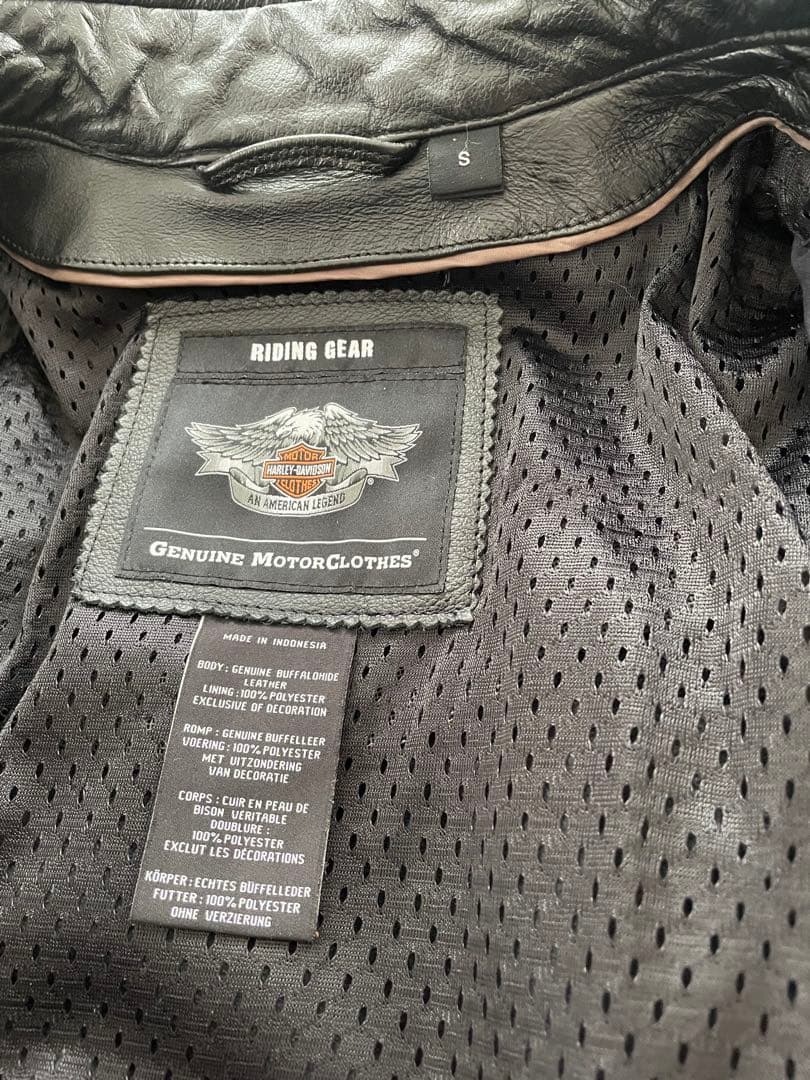 S
RIDING GEAR
MOTOR
HARLEY-DAVIDSON
CLOTHES
®
AN AMERICAN LEGEND
GENUINE MOTORCLOTHES®
MADE IN INDONESIA
BODY : GENUINE BUFFALOHIDE
LEATHER
LINING :100% POLYESTER
EXCLUSIVE OF DECORATION
ROMP : GENUINE BUFFELLEER
VOERING : 100% POLYESTER
MET UITZONDERING
VAN DECORATIE
CORPS : CUIR EN PEAU DE
BISON VERITABLE
DOUBLURE :
100% POLYESTER
EXCLUT LES DÉCORATIONS
KÖRPER : ECHTES BÜFFELLEDER
FUTTER : 100% POLYESTER
OHNE VERZIERUNG